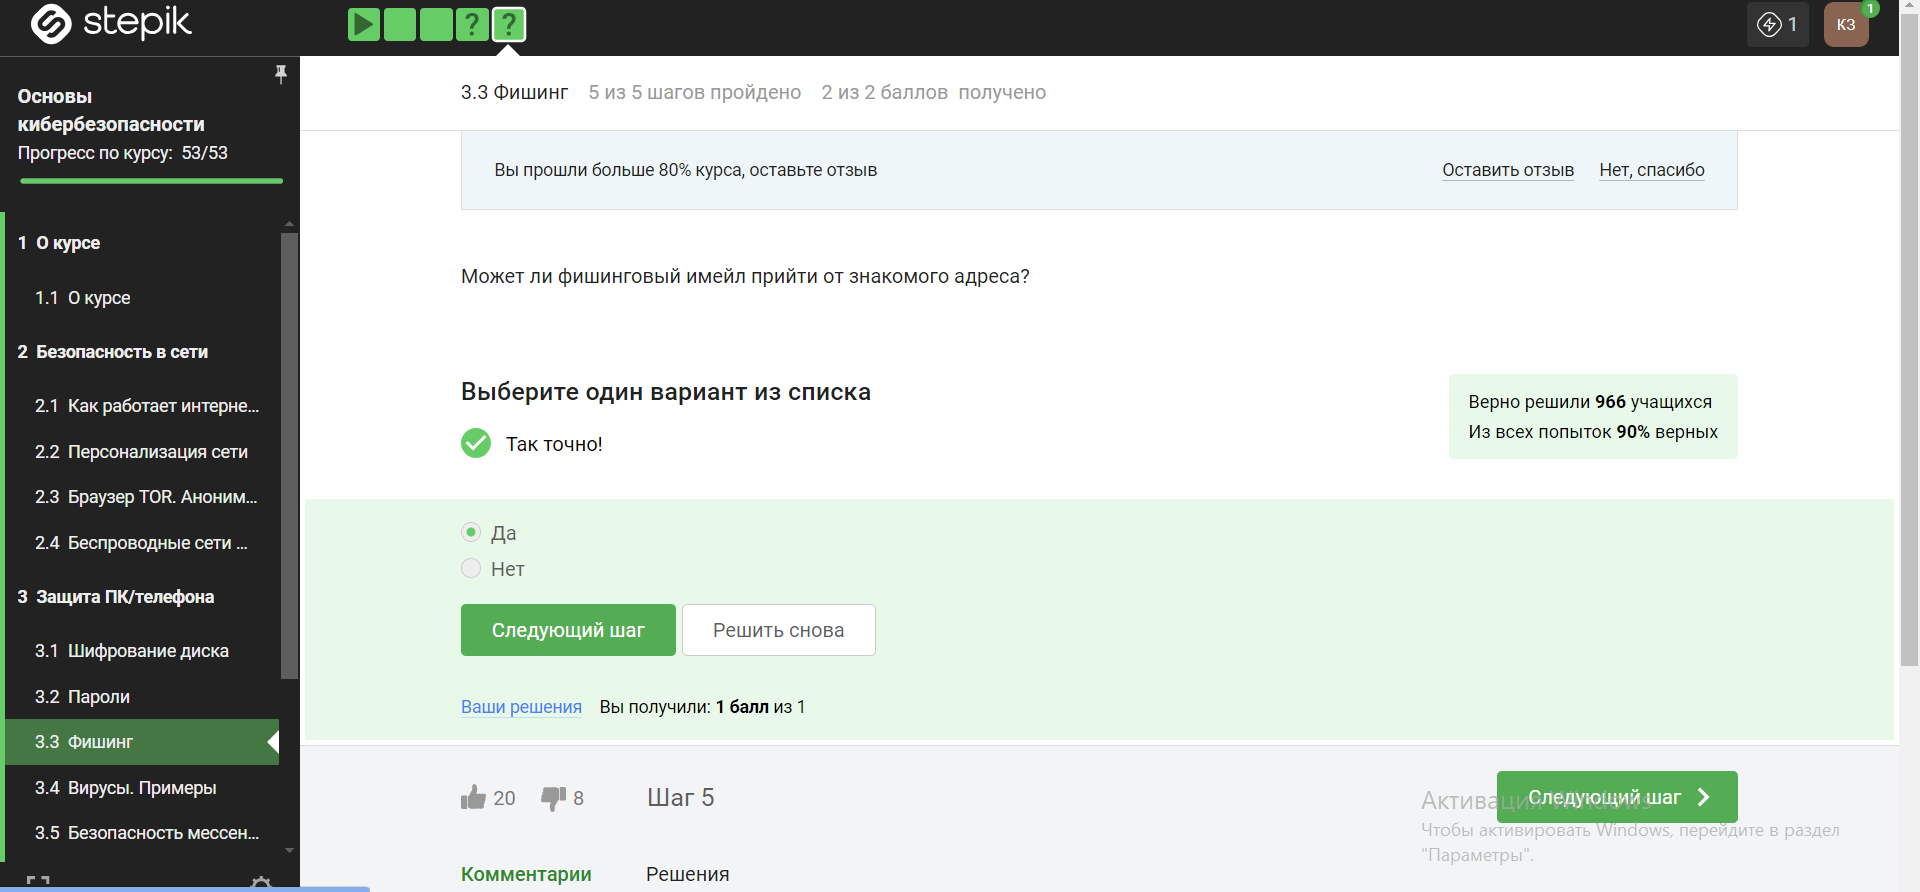 stepik
? ?
1
КЗ
1
Основы
кибербезопасности
Прогресс по курсу: 53/53
1 О курсе
1.1 О курсе
2 Безопасность в сети
2.1 Как работает интерне...
2.2 Персонализация сети
2.3 Браузер TOR. Аноним...
2.4 Беспроводные сети ...
3 Защита ПК/телефона
3.1 Шифрование диска
3.2 Пароли
3.3 Фишинг
3.4 Вирусы. Примеры
3.5 Безопасность мессен...
3.3 Фишинг 5 из 5 шагов пройдено 2 из 2 баллов получено
Вы прошли больше 80% курса, оставьте отзыв Оставить отзыв Нет, спасибо
Может ли фишинговый имейл прийти от знакомого адреса?
Выберите один вариант из списка
Так точно!
Верно решили 966 учащихся
Из всех попыток 90% верных
Да
Нет
Следующий шаг Решить снова
Ваши решения Вы получили: 1 балл из 1
20 8 Шаг 5 Следующий шаг
Активация Windows
Чтобы активировать Windows, перейдите в раздел
"Параметры".
Комментарии Решения